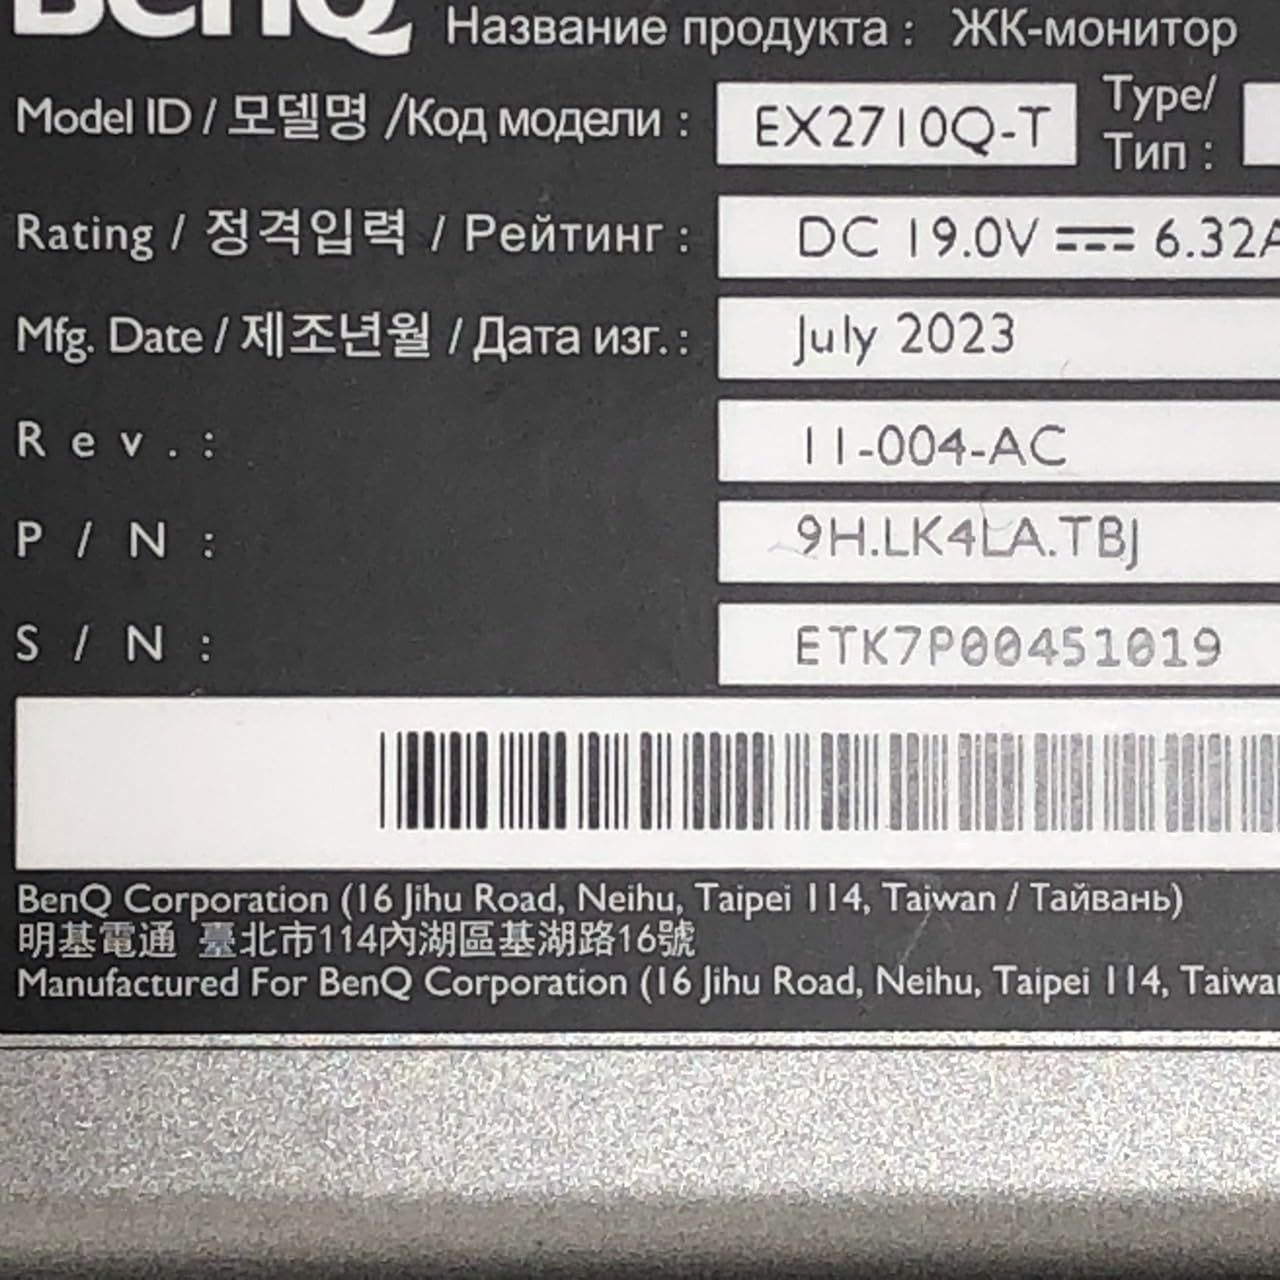 BenQ Название продукта : ЖК-монитор
Model ID / 모델명 /Код модели : EX2710Q-T Type/ Тип :
Rating / 정격입력 / Рейтинг : DC 19.0V 6.32A
Mfg. Date / 제조년월 / Дата изг. : July 2023
Rev. : 11-004-AC
P/N : 9H.LK4LA.TBJ
S/N : ETK7P00451019
BenQ Corporation (16 Jihu Road, Neihu, Taipei 114, Taiwan / Тайвань)
明基電通 臺北市114內湖區基湖路16號
Manufactured For BenQ Corporation (16 Jihu Road, Neihu, Taipei 114, Taiwa